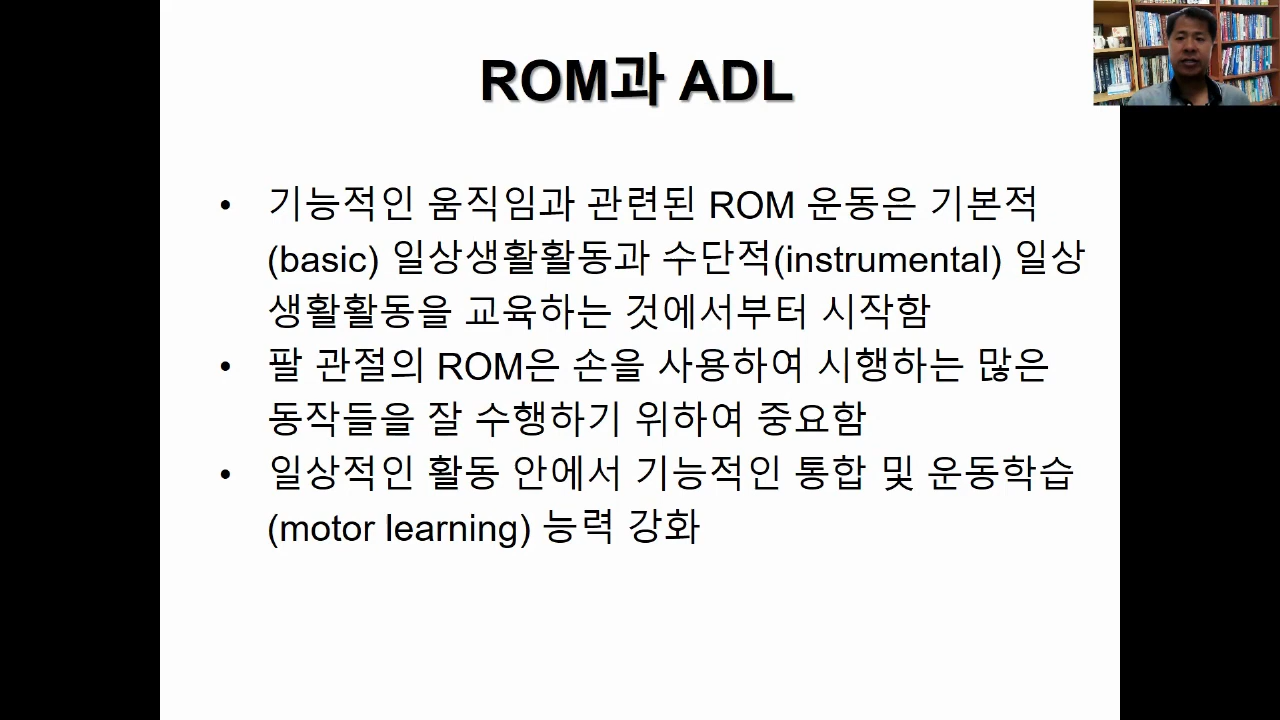 ROM과 ADL
• 기능적인 움직임과 관련된 ROM 운동은 기본적
(basic) 일상생활활동과 수단적(instrumental) 일상
생활활동을 교육하는 것에서부터 시작함
• 팔 관절의 ROM은 손을 사용하여 시행하는 많은
동작들을 잘 수행하기 위하여 중요함
• 일상적인 활동 안에서 기능적인 통합 및 운동학습
(motor learning) 능력 강화